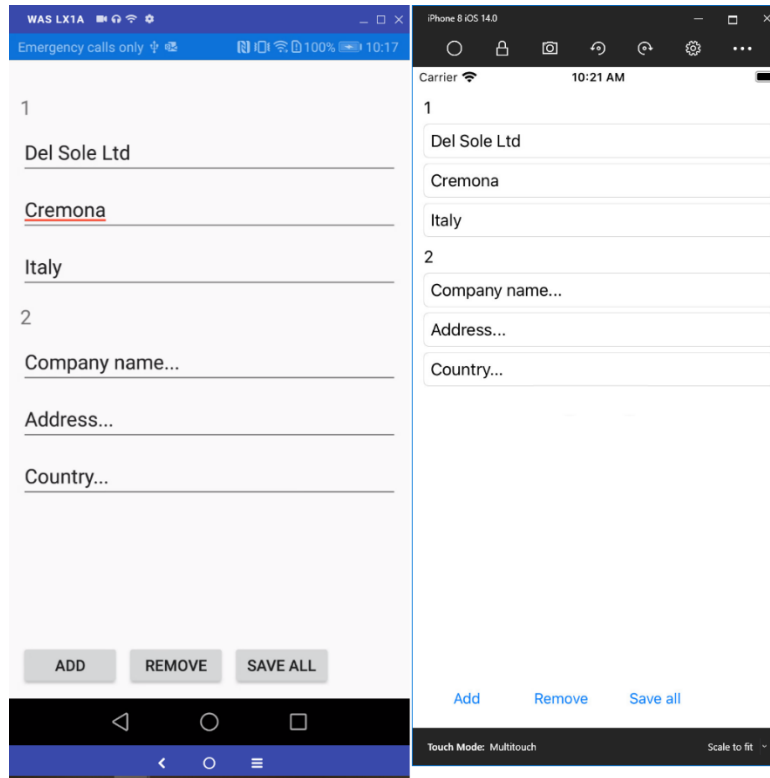 WAS LX1A
Emergency calls only 100% 10:17
1
Del Sole Ltd
Cremona
Italy
2
Company name...
Address...
Country...
ADD REMOVE SAVE ALL
iPhone 8 iOS 14.0
Carrier 10:21 AM
1
Del Sole Ltd
Cremona
Italy
2
Company name...
Address...
Country...
Add Remove Save all
Touch Mode: Multitouch Scale to fit